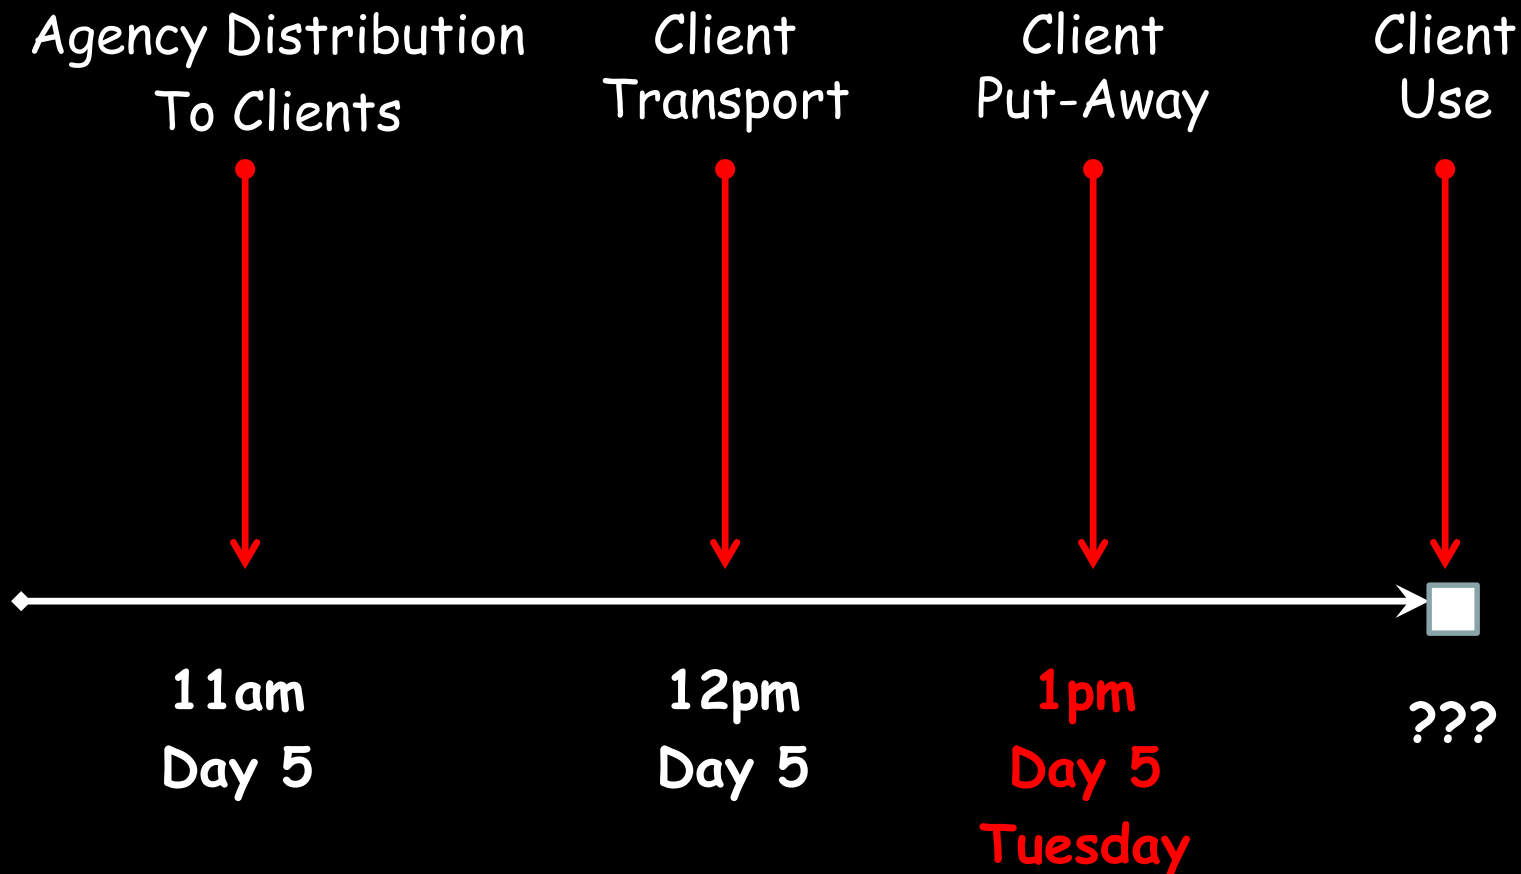 Agency Distribution
To Clients
Client
Transport
Client
Put-Away
Client
Use
11am
Day 5
12pm
Day 5
1pm
Day 5
Tuesday
???